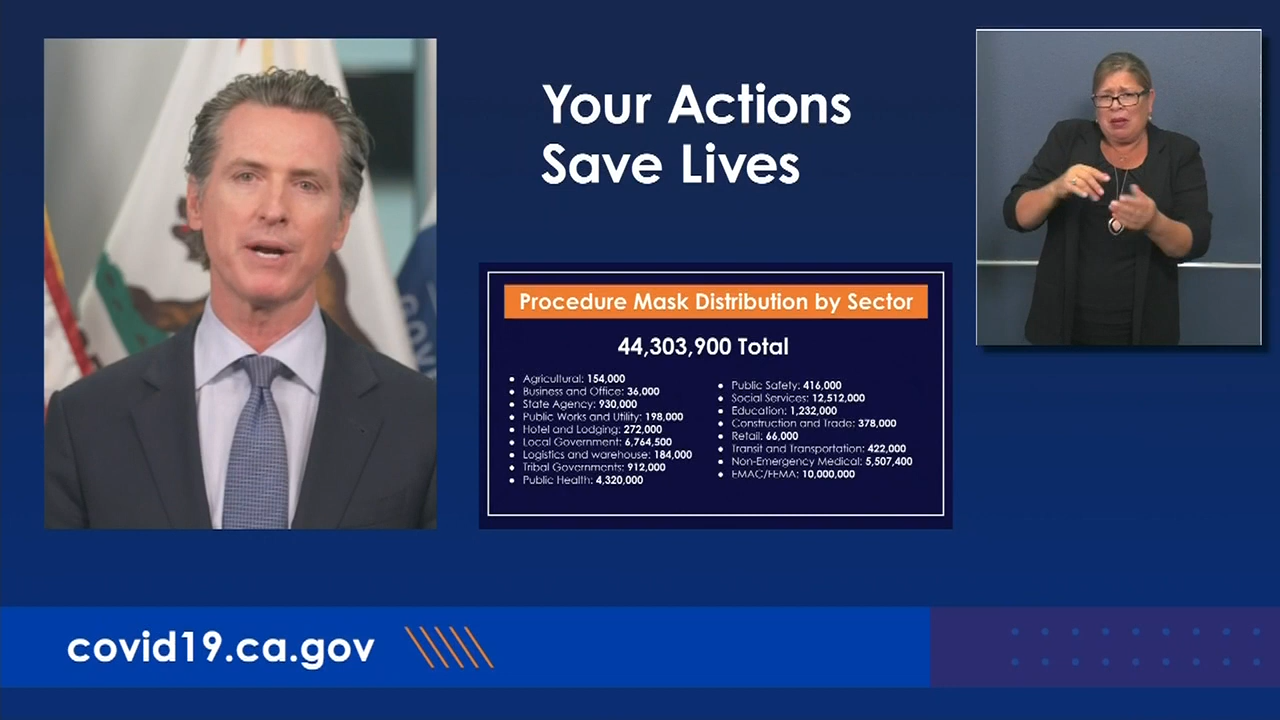 Your Actions
Save Lives
Procedure Mask Distribution by Sector
44,303,900 Total
• Agricultural: 154,000
• Business and Office: 36,000
• State Agency: 930,000
• Public Works and Utility: 198,000
• Hotel and Lodging: 272,000
• Local Government: 6,764,500
• Logistics and warehouse: 184,000
• Tribal Governments: 912,000
• Public Health: 4,320,000
• Public Safety: 416,000
• Social Services: 12,512,000
• Education: 1,232,000
• Construction and Trade: 378,000
• Retail: 66,000
• Transit and Transportation: 422,000
• Non-Emergency Medical: 5,507,400
• EMAC/FEMA: 10,000,000
covid19.ca.gov